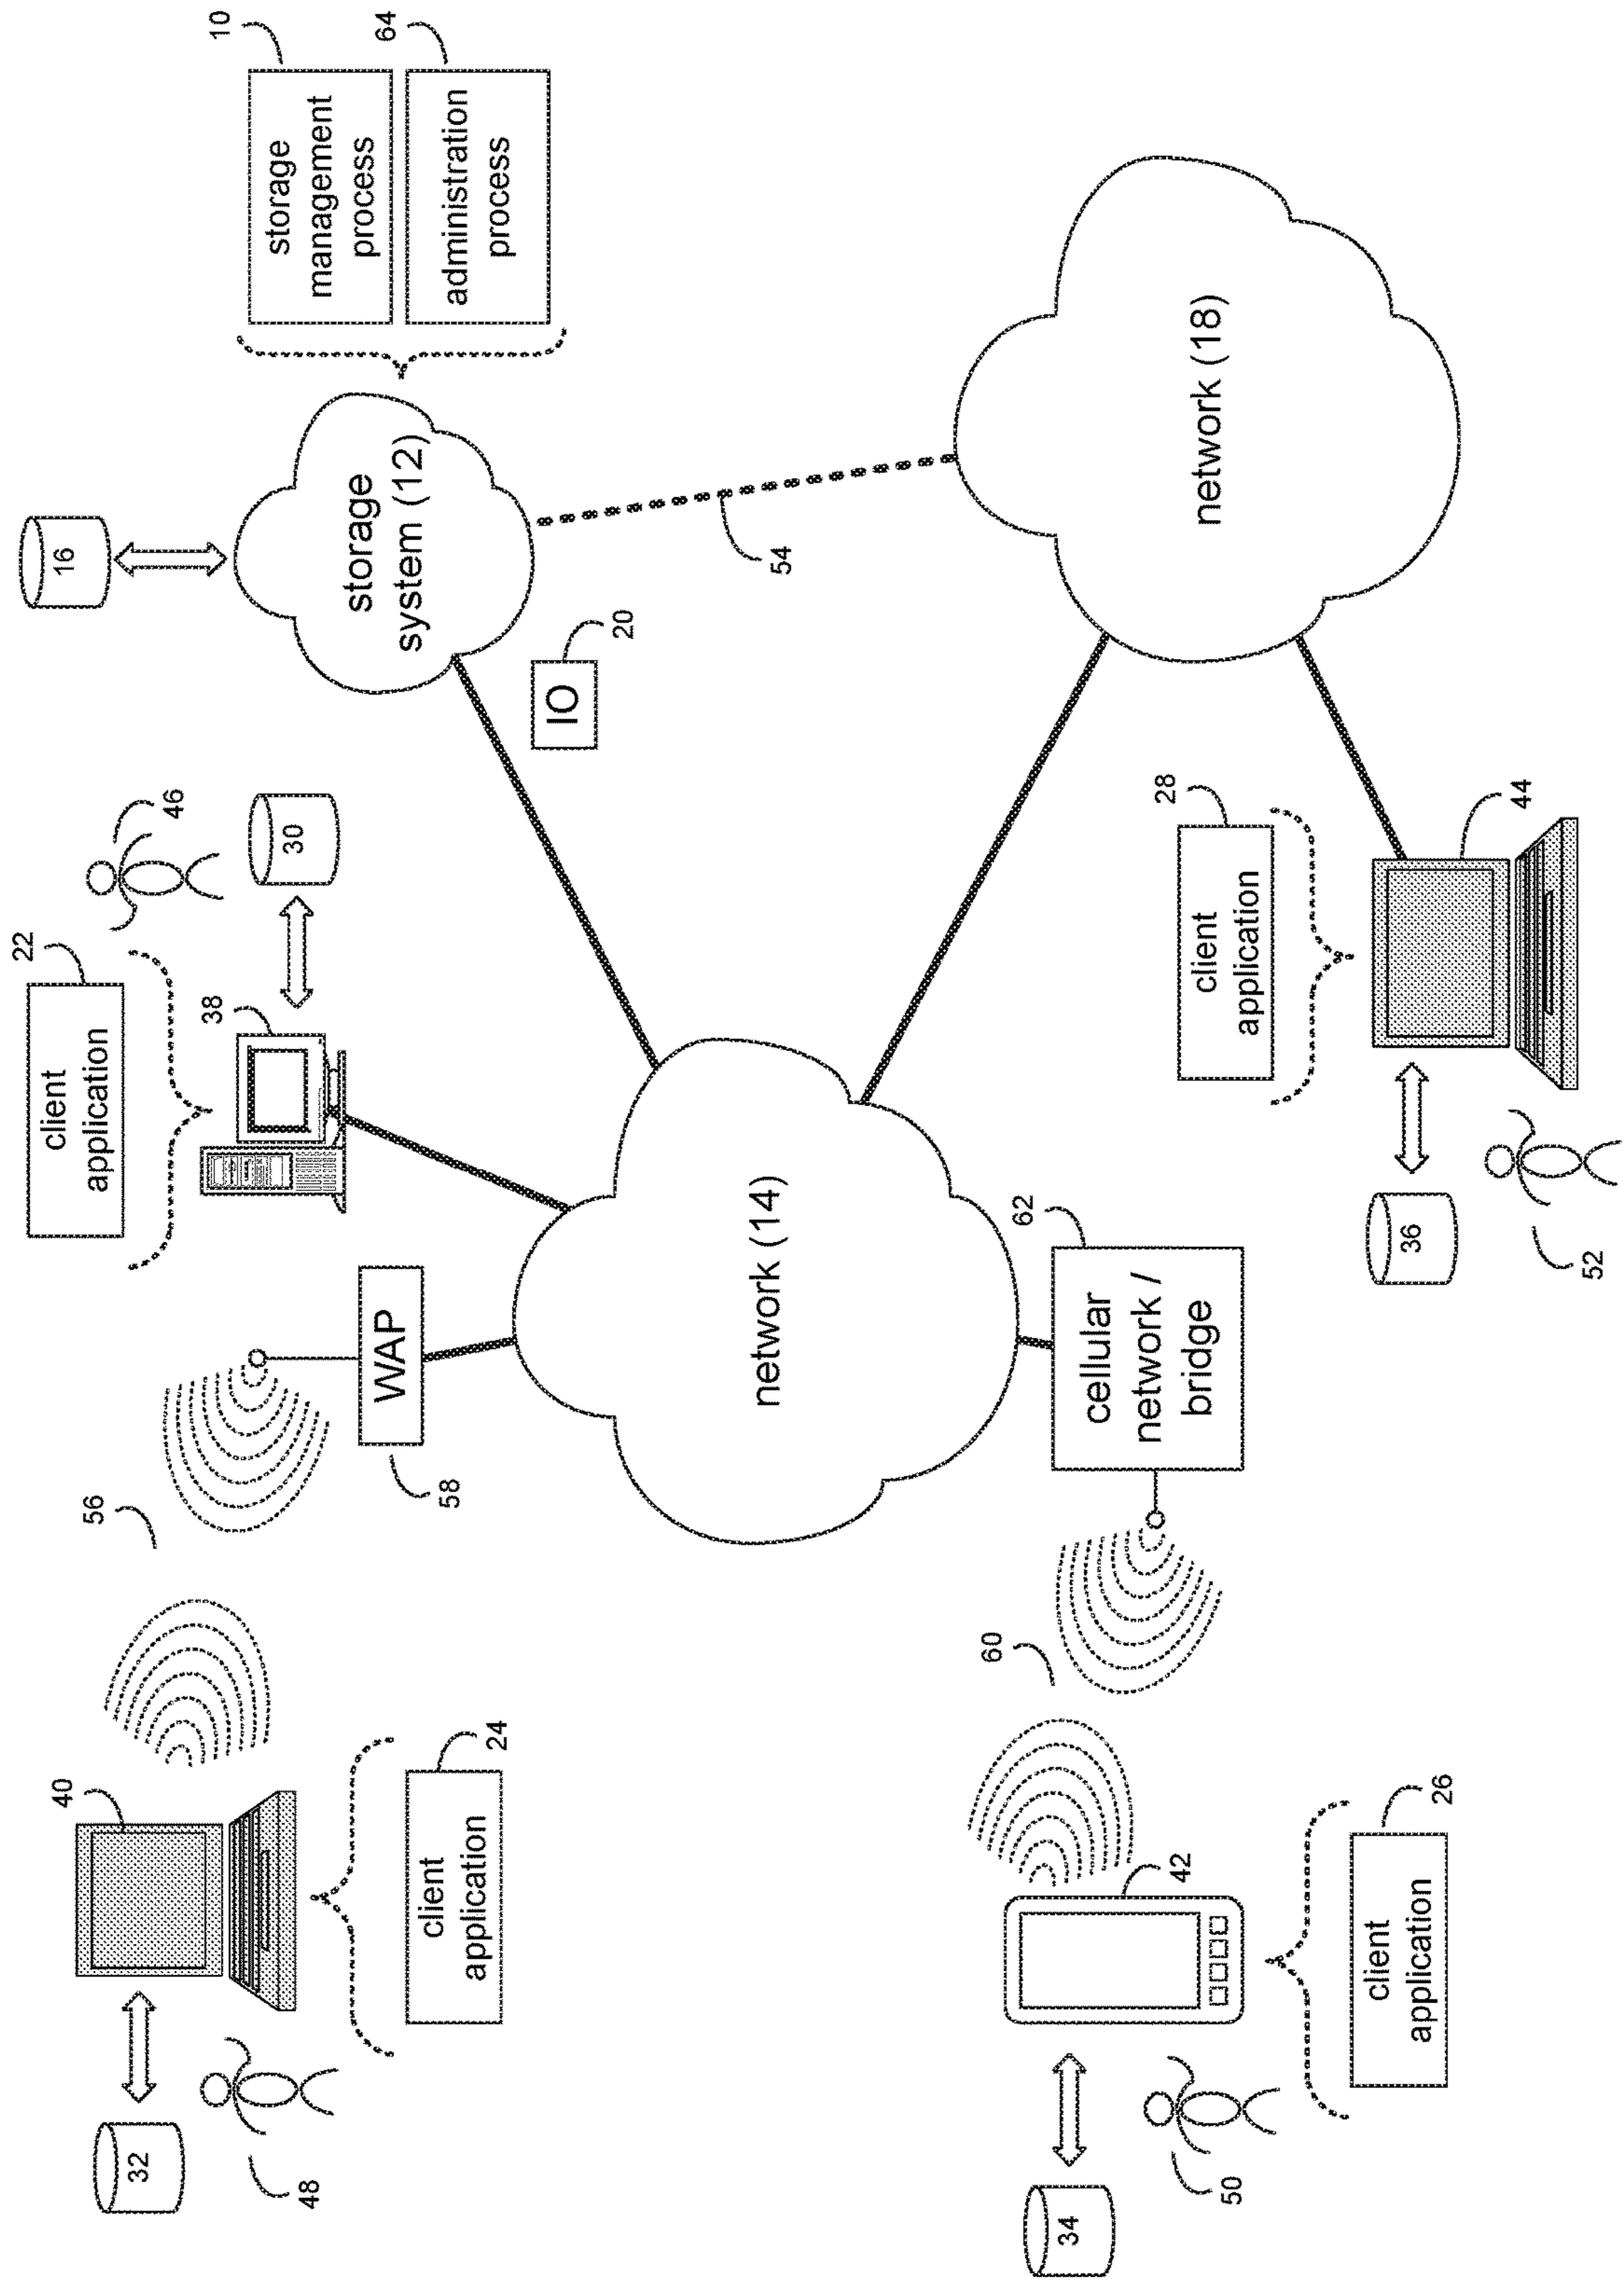 40
32
48
client
application
24
56
WAP
58
client
application
22
38
46
30
16
storage
system (12)
storage
management
process
10
administration
process
64
IO
20
54
network (14)
network (18)
60
cellular
network /
bridge
62
42
34
50
client
application
26
client
application
28
44
36
52